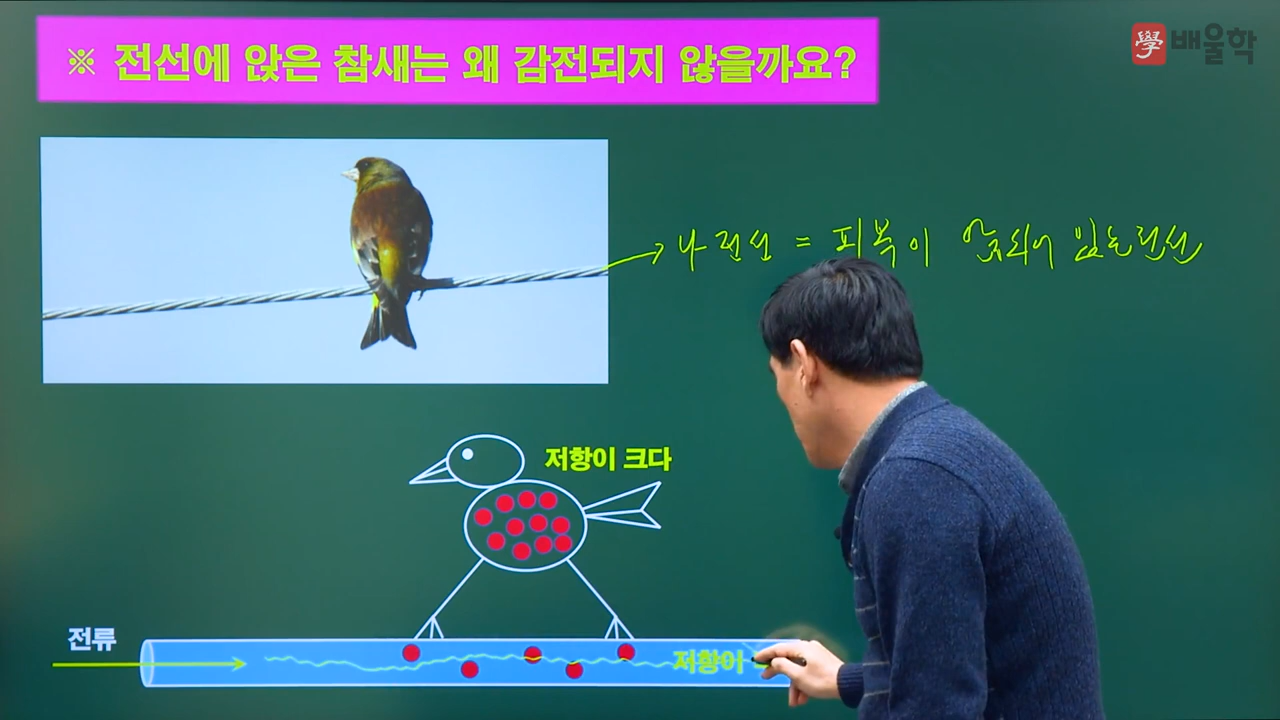 ※ 전선에 앉은 참새는 왜 감전되지 않을까요?
學 배울학
나전선 = 피복이 안되어 있는 전선
저항이 크다
전류
저항이